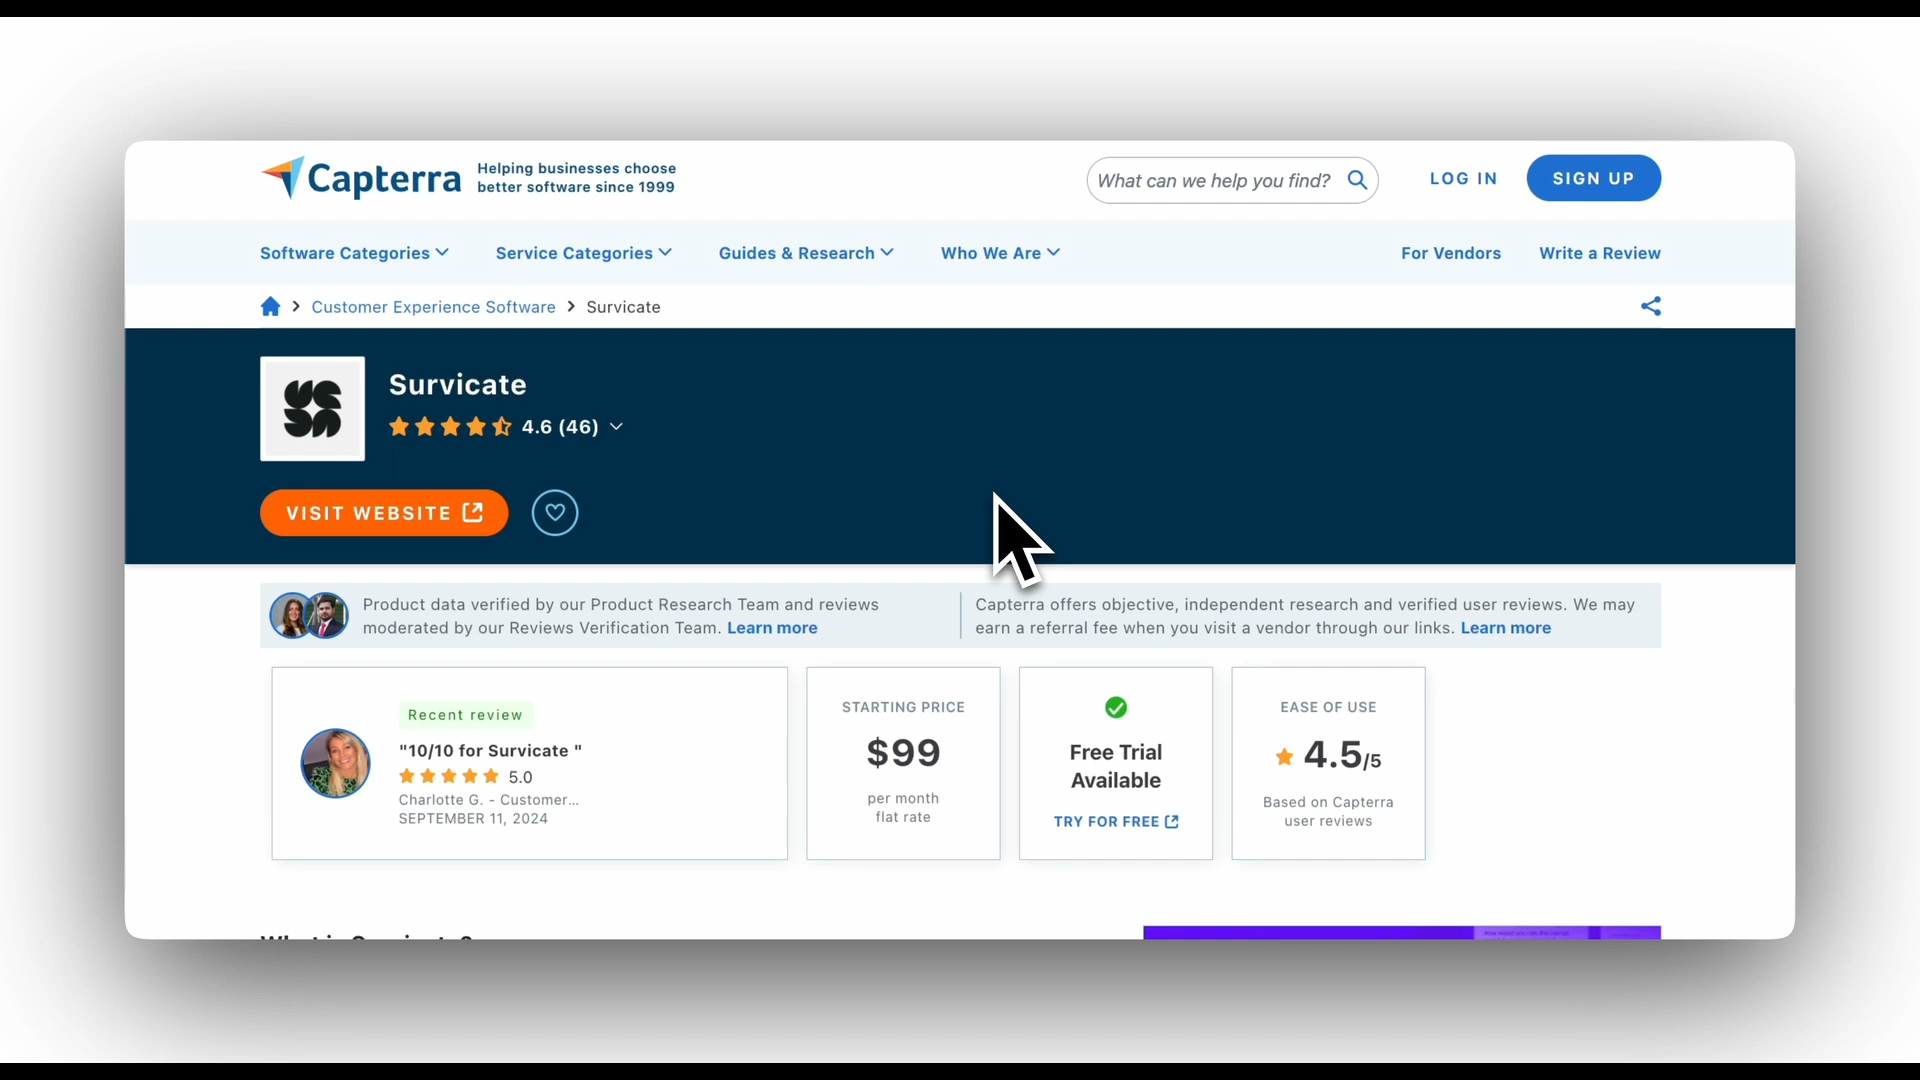 Capterra
Helping businesses choose
better software since 1999
What can we help you find?
LOG IN
SIGN UP
Software Categories
Service Categories
Guides & Research
Who We Are
For Vendors
Write a Review
Customer Experience Software
Survicate
Survicate
4.6 (46)
VISIT WEBSITE
Product data verified by our Product Research Team and reviews
moderated by our Reviews Verification Team. Learn more
Capterra offers objective, independent research and verified user reviews. We may
earn a referral fee when you visit a vendor through our links. Learn more
Recent review
"10/10 for Survicate "
5.0
Charlotte G. - Customer...
SEPTEMBER 11, 2024
STARTING PRICE
$99
per month
flat rate
Free Trial
Available
TRY FOR FREE
EASE OF USE
4.5/5
Based on Capterra
user reviews